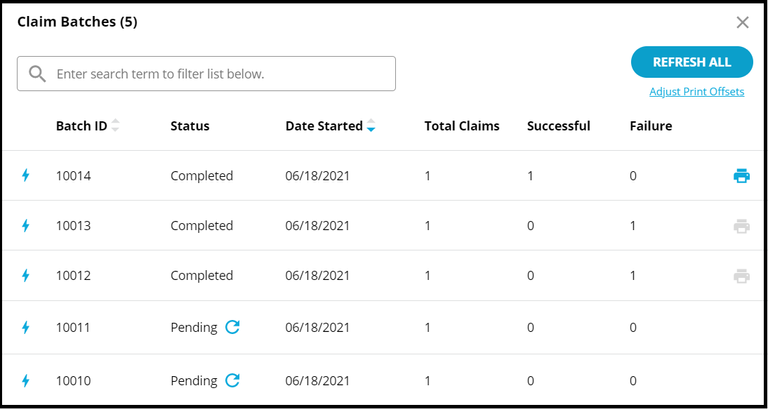 Claim Batches (5)
Enter search term to filter list below.
REFRESH ALL
Adjust Print Offsets
Batch ID Status Date Started Total Claims Successful Failure
10014 Completed 06/18/2021 1 1 0
10013 Completed 06/18/2021 1 0 1
10012 Completed 06/18/2021 1 0 1
10011 Pending 06/18/2021 1 0 0
10010 Pending 06/18/2021 1 0 0